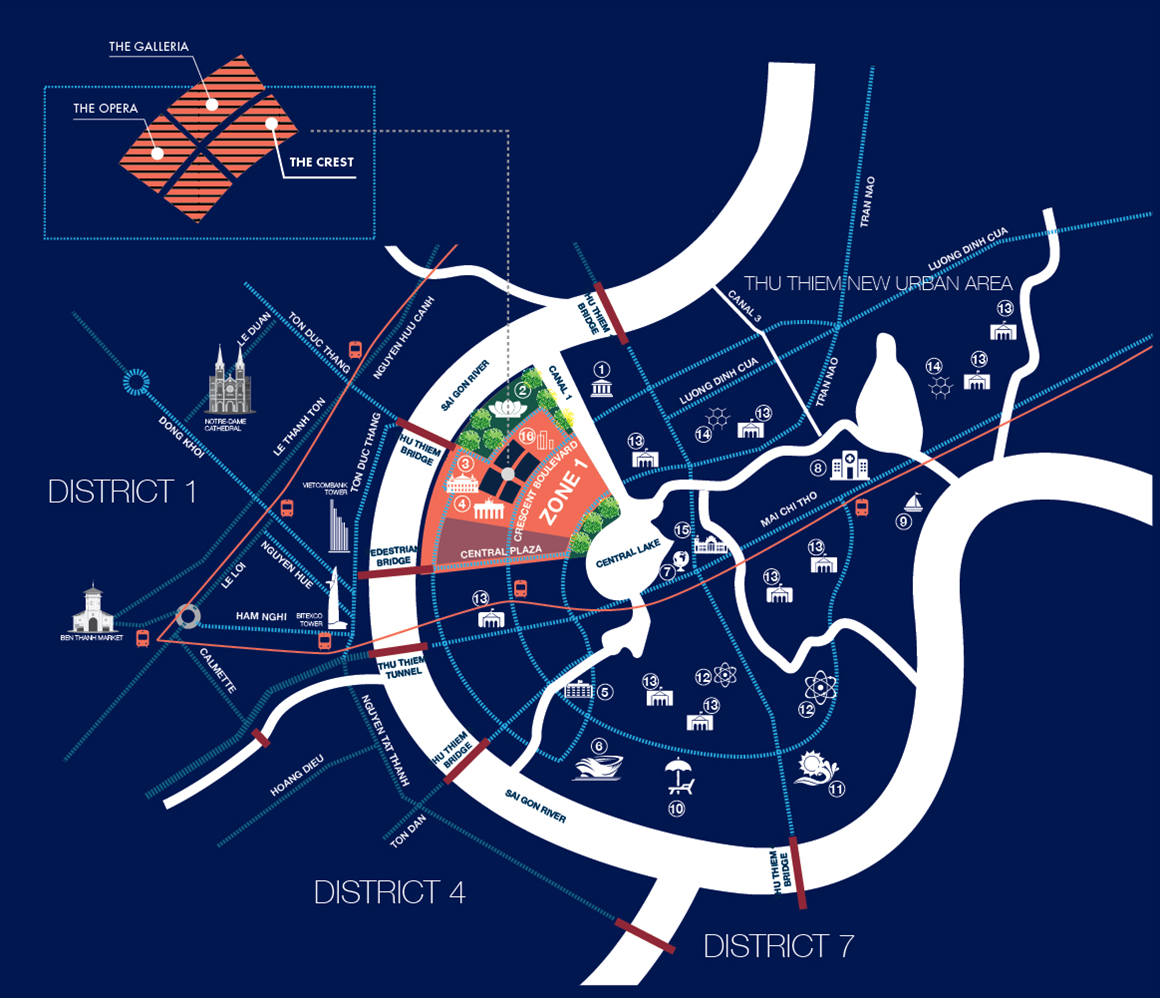 THE GALLERIA
THE OPERA
THE CREST
TRAN NAO
LUONG DINH CUA
THU THIEM NEW URBAN AREA
CANAL 3
HU THIEM
BRIDGE
13
LE DUAN
TON DUC THANG
NGUYEN HUU CANH
SAI GON RIVER
CANAL 1
1
LUONG DINH CUA
TRAN NAO
14
13
2
NOTRE-DAME
CATHEDRAL
DONG KHOI
LE THANH TON
TON DUC THANG
HU THIEM
BRIDGE
16
13
14
13
3
4
CRESCENT BOULEVARD
ZONE 1
8
DISTRICT 1
VIETCOMBANK
TOWER
MAI CHI THO
9
NGUYEN HUE
LE LOI
EDESTRIAN
BRIDGE
CENTRAL PLAZA
CENTRAL LAKE
15
7
13
13
13
BEN THANH MARKET
HAM NGHI
BITEXCO
TOWER
CALMETTE
THU THIEM
TUNNEL
5
13
12
13
12
NGUYEN TAT THANH
HU THIEM
BRIDGE
6
10
11
HOANG DIEU
SAI GON RIVER
TON DAN
HU THIEM
BRIDGE
DISTRICT 4
DISTRICT 7